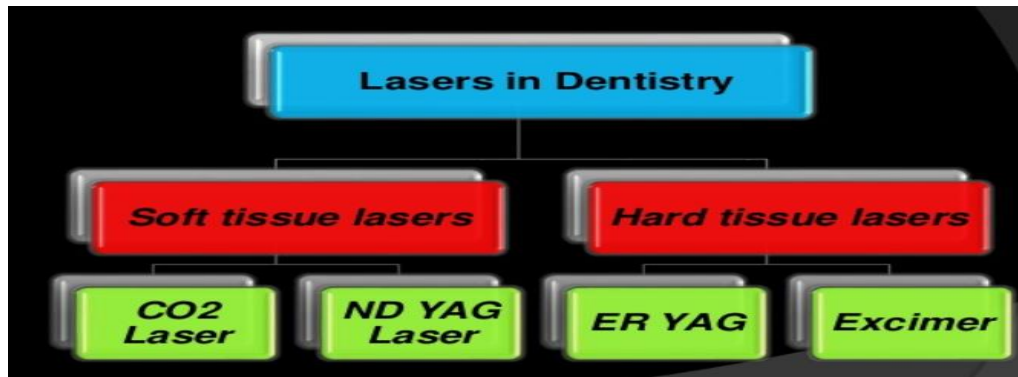 Lasers in Dentistry
Soft tissue lasers
Hard tissue lasers
CO2
Laser
ND YAG
Laser
ER YAG
Excimer